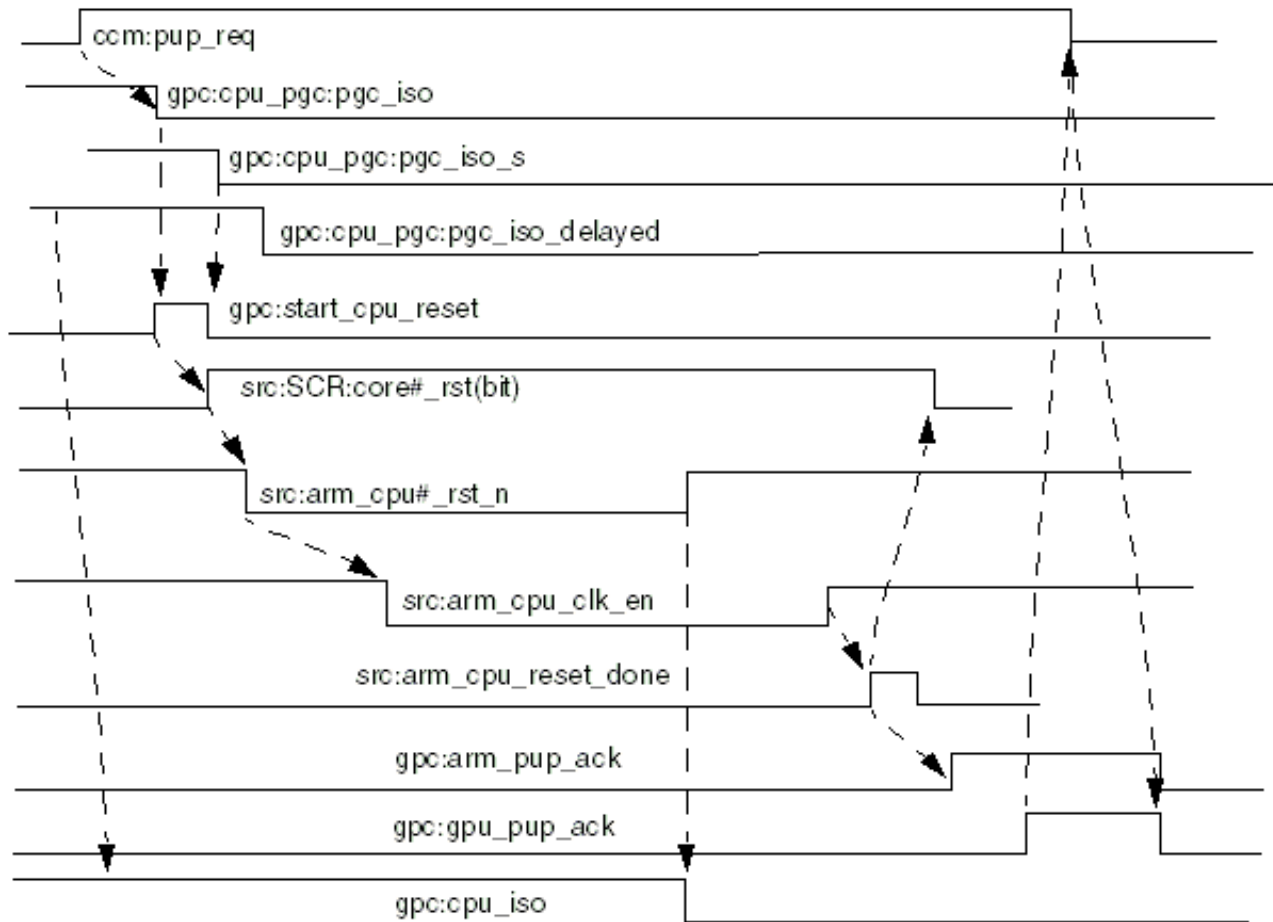 ccm:pup_req
gpc:cpu_pgc:pgc_iso
gpc:cpu_pgc:pgc_iso_s
gpc:cpu_pgc:pgc_iso_delayed
gpc:start_cpu_reset
src:SCR:core#_rst(bit)
src:arm_cpu#_rst_n
src:arm_cpu_clk_en
src:arm_cpu_reset_done
gpc:arm_pup_ack
gpc:gpu_pup_ack
gpc:cpu_iso